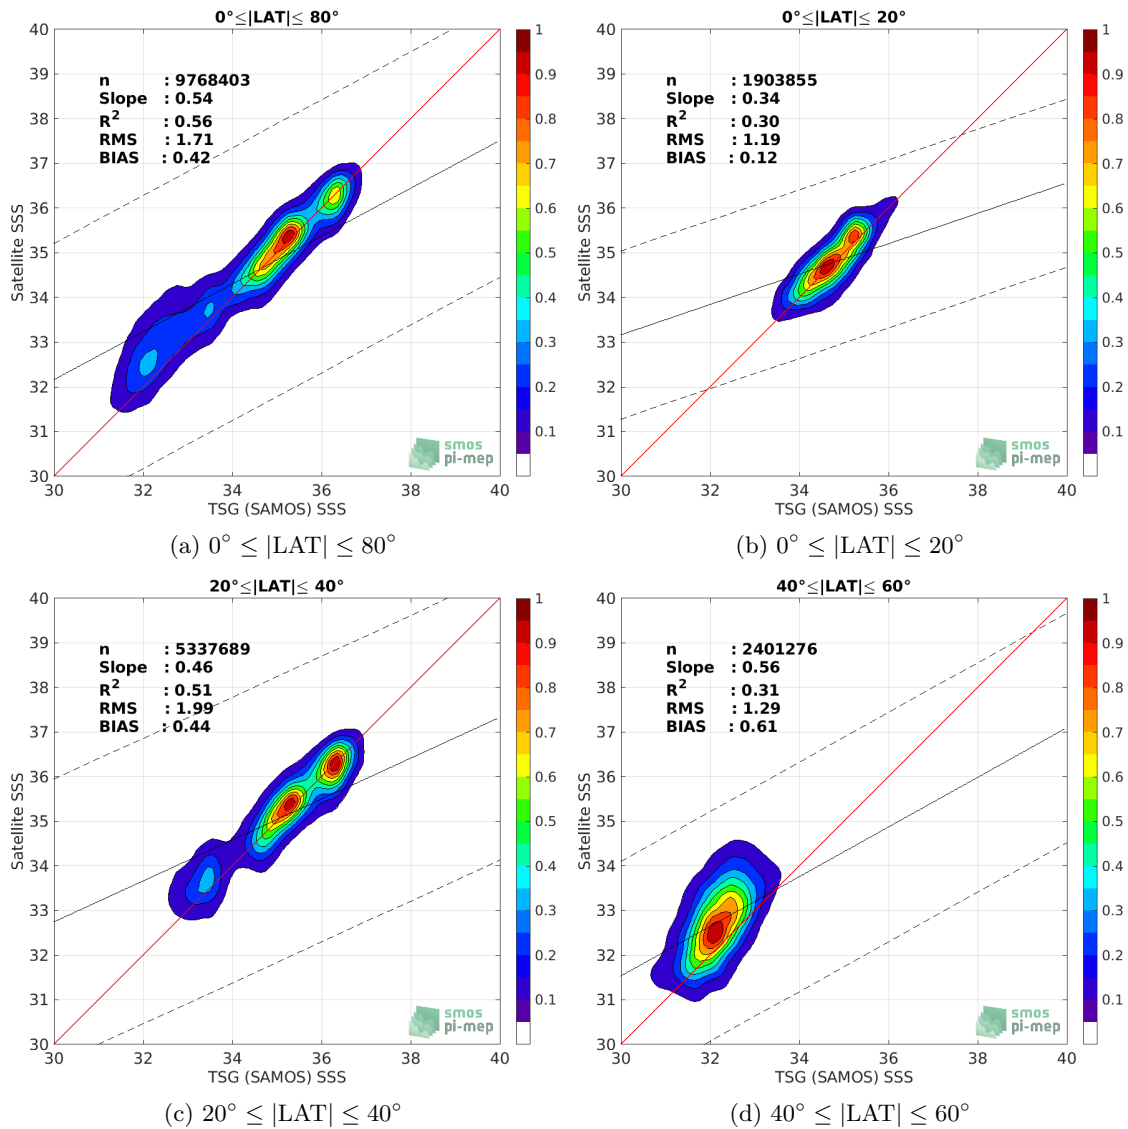 0°≤|LAT|≤ 80°
40
39
38
37
36
35
34
33
32
31
30
Satellite SSS
n : 9768403
Slope : 0.54
R² : 0.56
RMS : 1.71
BIAS : 0.42
smos
pi-mep
30 32 34 36 38 40
TSG (SAMOS) SSS
1
0.9
0.8
0.7
0.6
0.5
0.4
0.3
0.2
0.1
(a) 0° ≤ |LAT| ≤ 80°
0°≤|LAT|≤ 20°
40
39
38
37
36
35
34
33
32
31
30
Satellite SSS
n : 1903855
Slope : 0.34
R² : 0.30
RMS : 1.19
BIAS : 0.12
smos
pi-mep
30 32 34 36 38 40
TSG (SAMOS) SSS
1
0.9
0.8
0.7
0.6
0.5
0.4
0.3
0.2
0.1
(b) 0° ≤ |LAT| ≤ 20°
20°≤|LAT|≤ 40°
40
39
38
37
36
35
34
33
32
31
30
Satellite SSS
n : 5337689
Slope : 0.46
R² : 0.51
RMS : 1.99
BIAS : 0.44
smos
pi-mep
30 32 34 36 38 40
TSG (SAMOS) SSS
1
0.9
0.8
0.7
0.6
0.5
0.4
0.3
0.2
0.1
(c) 20° ≤ |LAT| ≤ 40°
40°≤|LAT|≤ 60°
40
39
38
37
36
35
34
33
32
31
30
Satellite SSS
n : 2401276
Slope : 0.56
R² : 0.31
RMS : 1.29
BIAS : 0.61
smos
pi-mep
30 32 34 36 38 40
TSG (SAMOS) SSS
1
0.9
0.8
0.7
0.6
0.5
0.4
0.3
0.2
0.1
(d) 40° ≤ |LAT| ≤ 60°